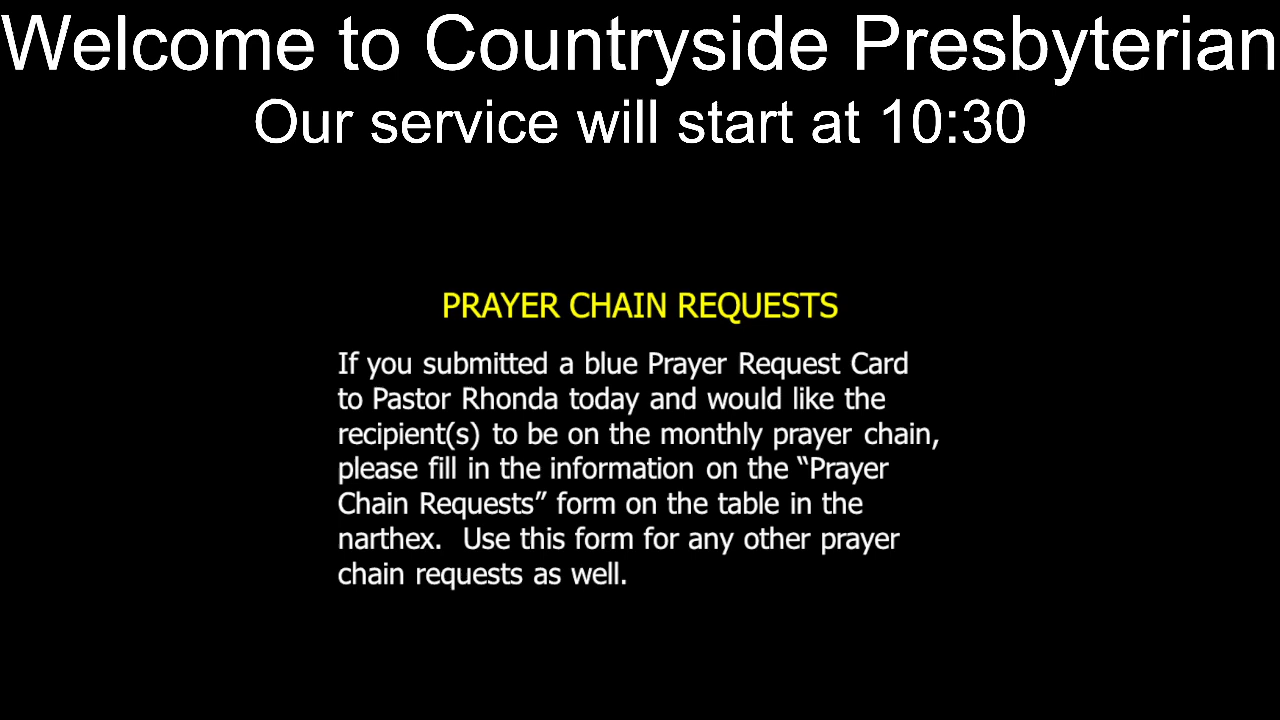 Welcome to Countryside Presbyterian
Our service will start at 10:30
PRAYER CHAIN REQUESTS
If you submitted a blue Prayer Request Card
to Pastor Rhonda today and would like the
recipient(s) to be on the monthly prayer chain,
please fill in the information on the “Prayer
Chain Requests” form on the table in the
narthex.  Use this form for any other prayer
chain requests as well.